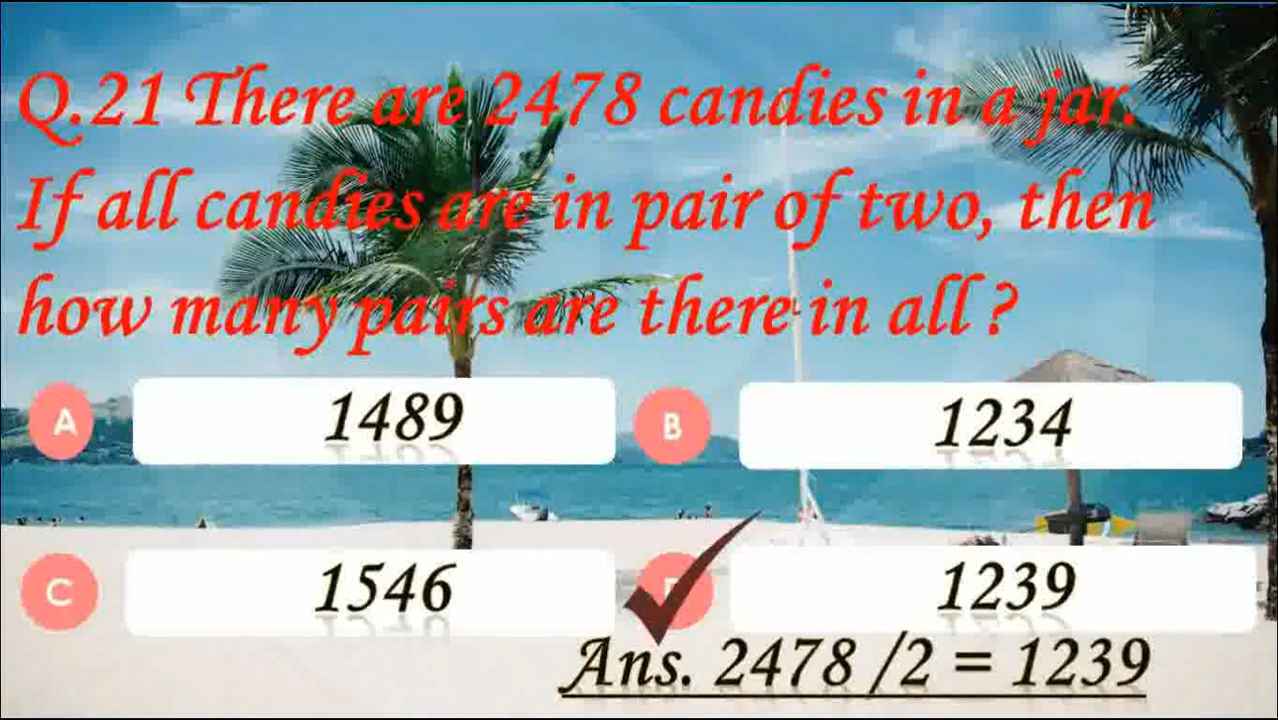 Q.21 There are 2478 candies in a jar.
If all candies are in pair of two, then
how many pairs are there in all ?
A 1489
B 1234
C 1546
D 1239
Ans. 2478 /2 = 1239